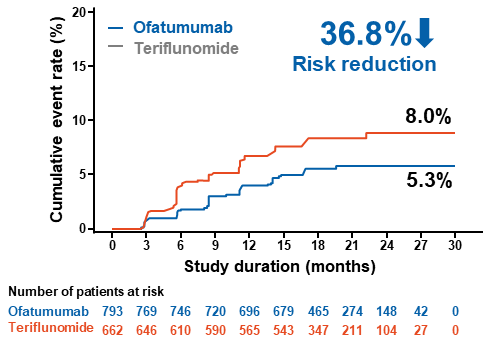 20
15
10
5
0
Cumulative event rate (%)
Ofatumumab
Teriflunomide
36.8%
Risk reduction
8.0%
5.3%
0 3 6 9 12 15 18 21 24 27 30
Study duration (months)
Number of patients at risk
Ofatumumab 793 769 746 720 696 679 465 274 148 42 0
Teriflunomide 662 646 610 590 565 543 347 211 104 27 0